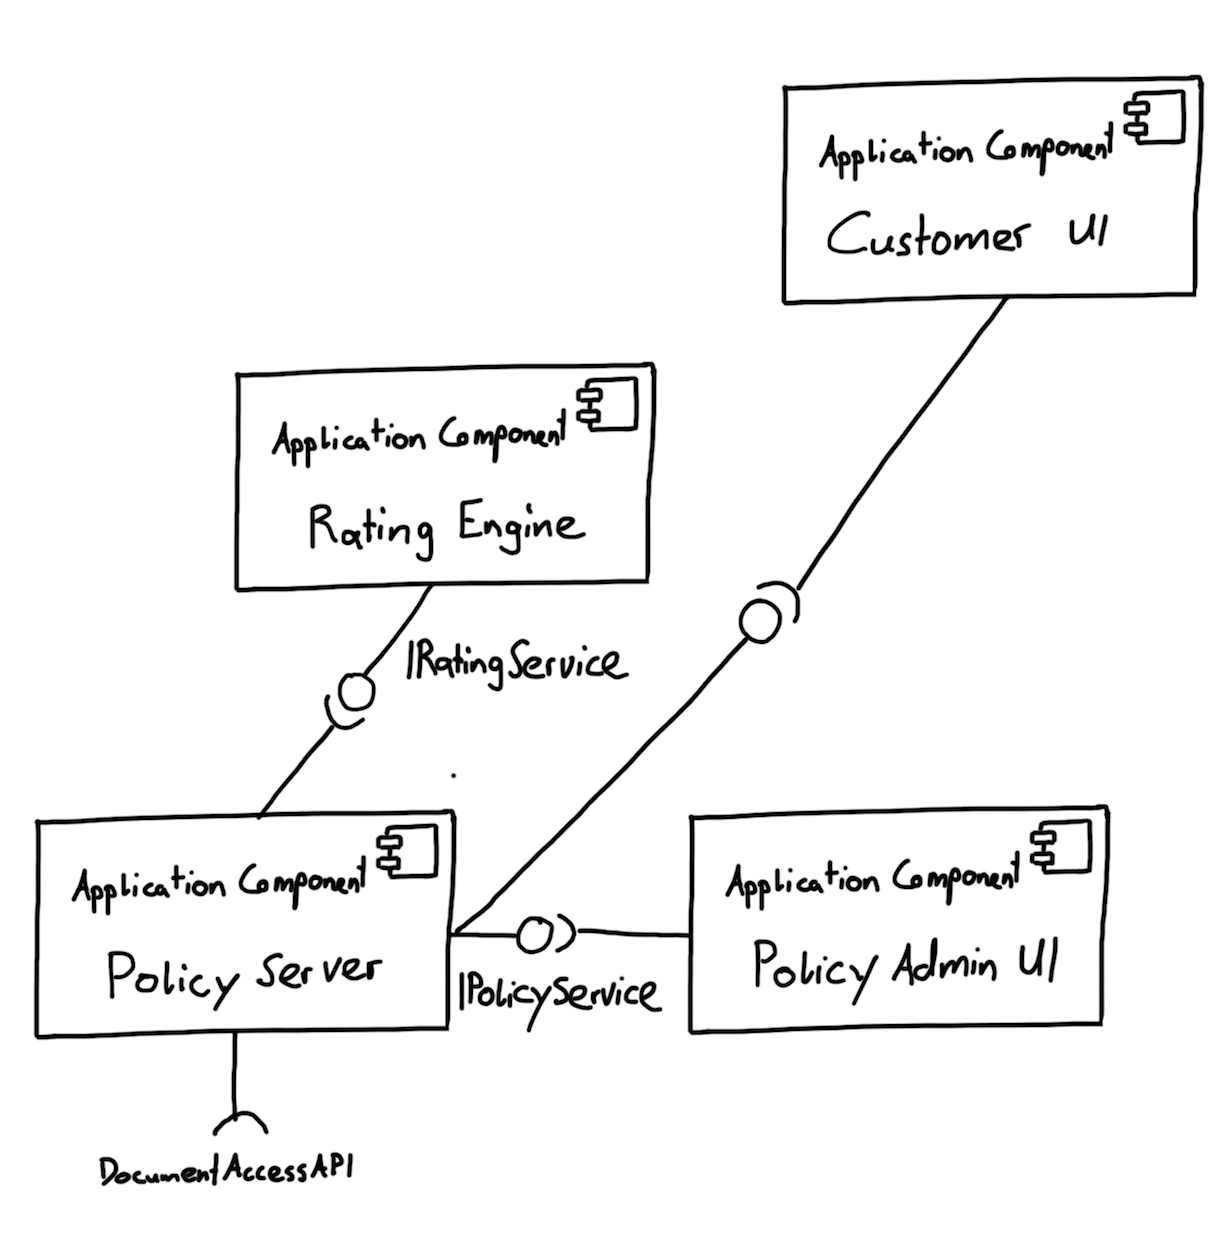 Application Component
Customer UI
Application Component
Rating Engine
IRatingService
Application Component
Policy Server
IPolicyService
Application Component
Policy Admin UI
DocumentAccessAPI